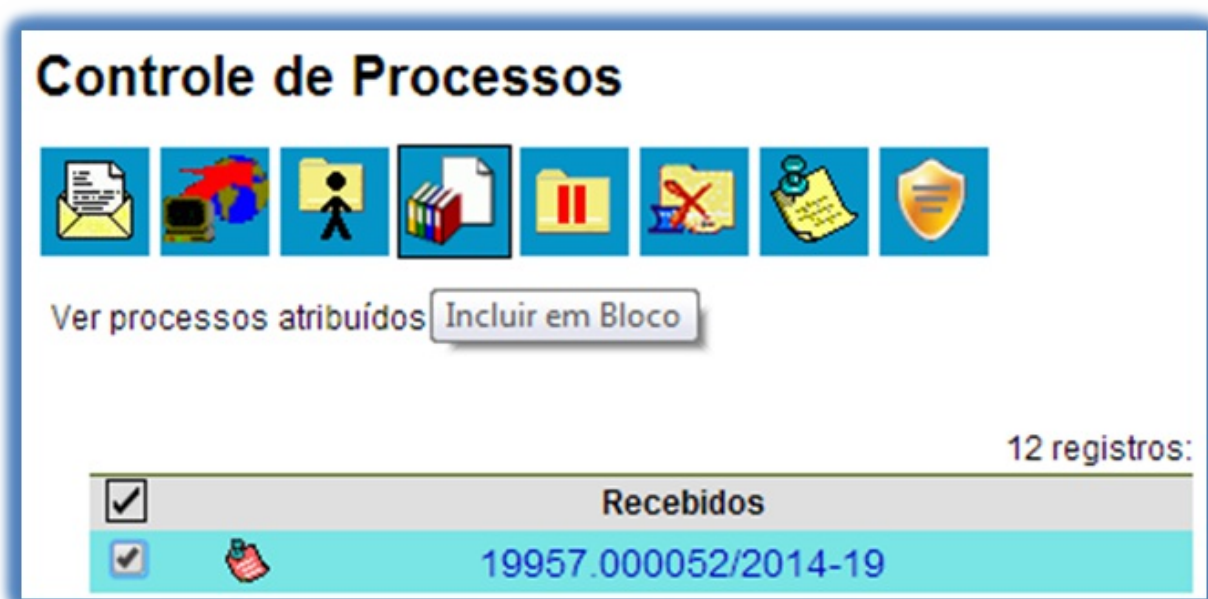 Controle de Processos
Ver processos atribuídos Incluir em Bloco
12 registros:
Recebidos
19957.000052/2014-19